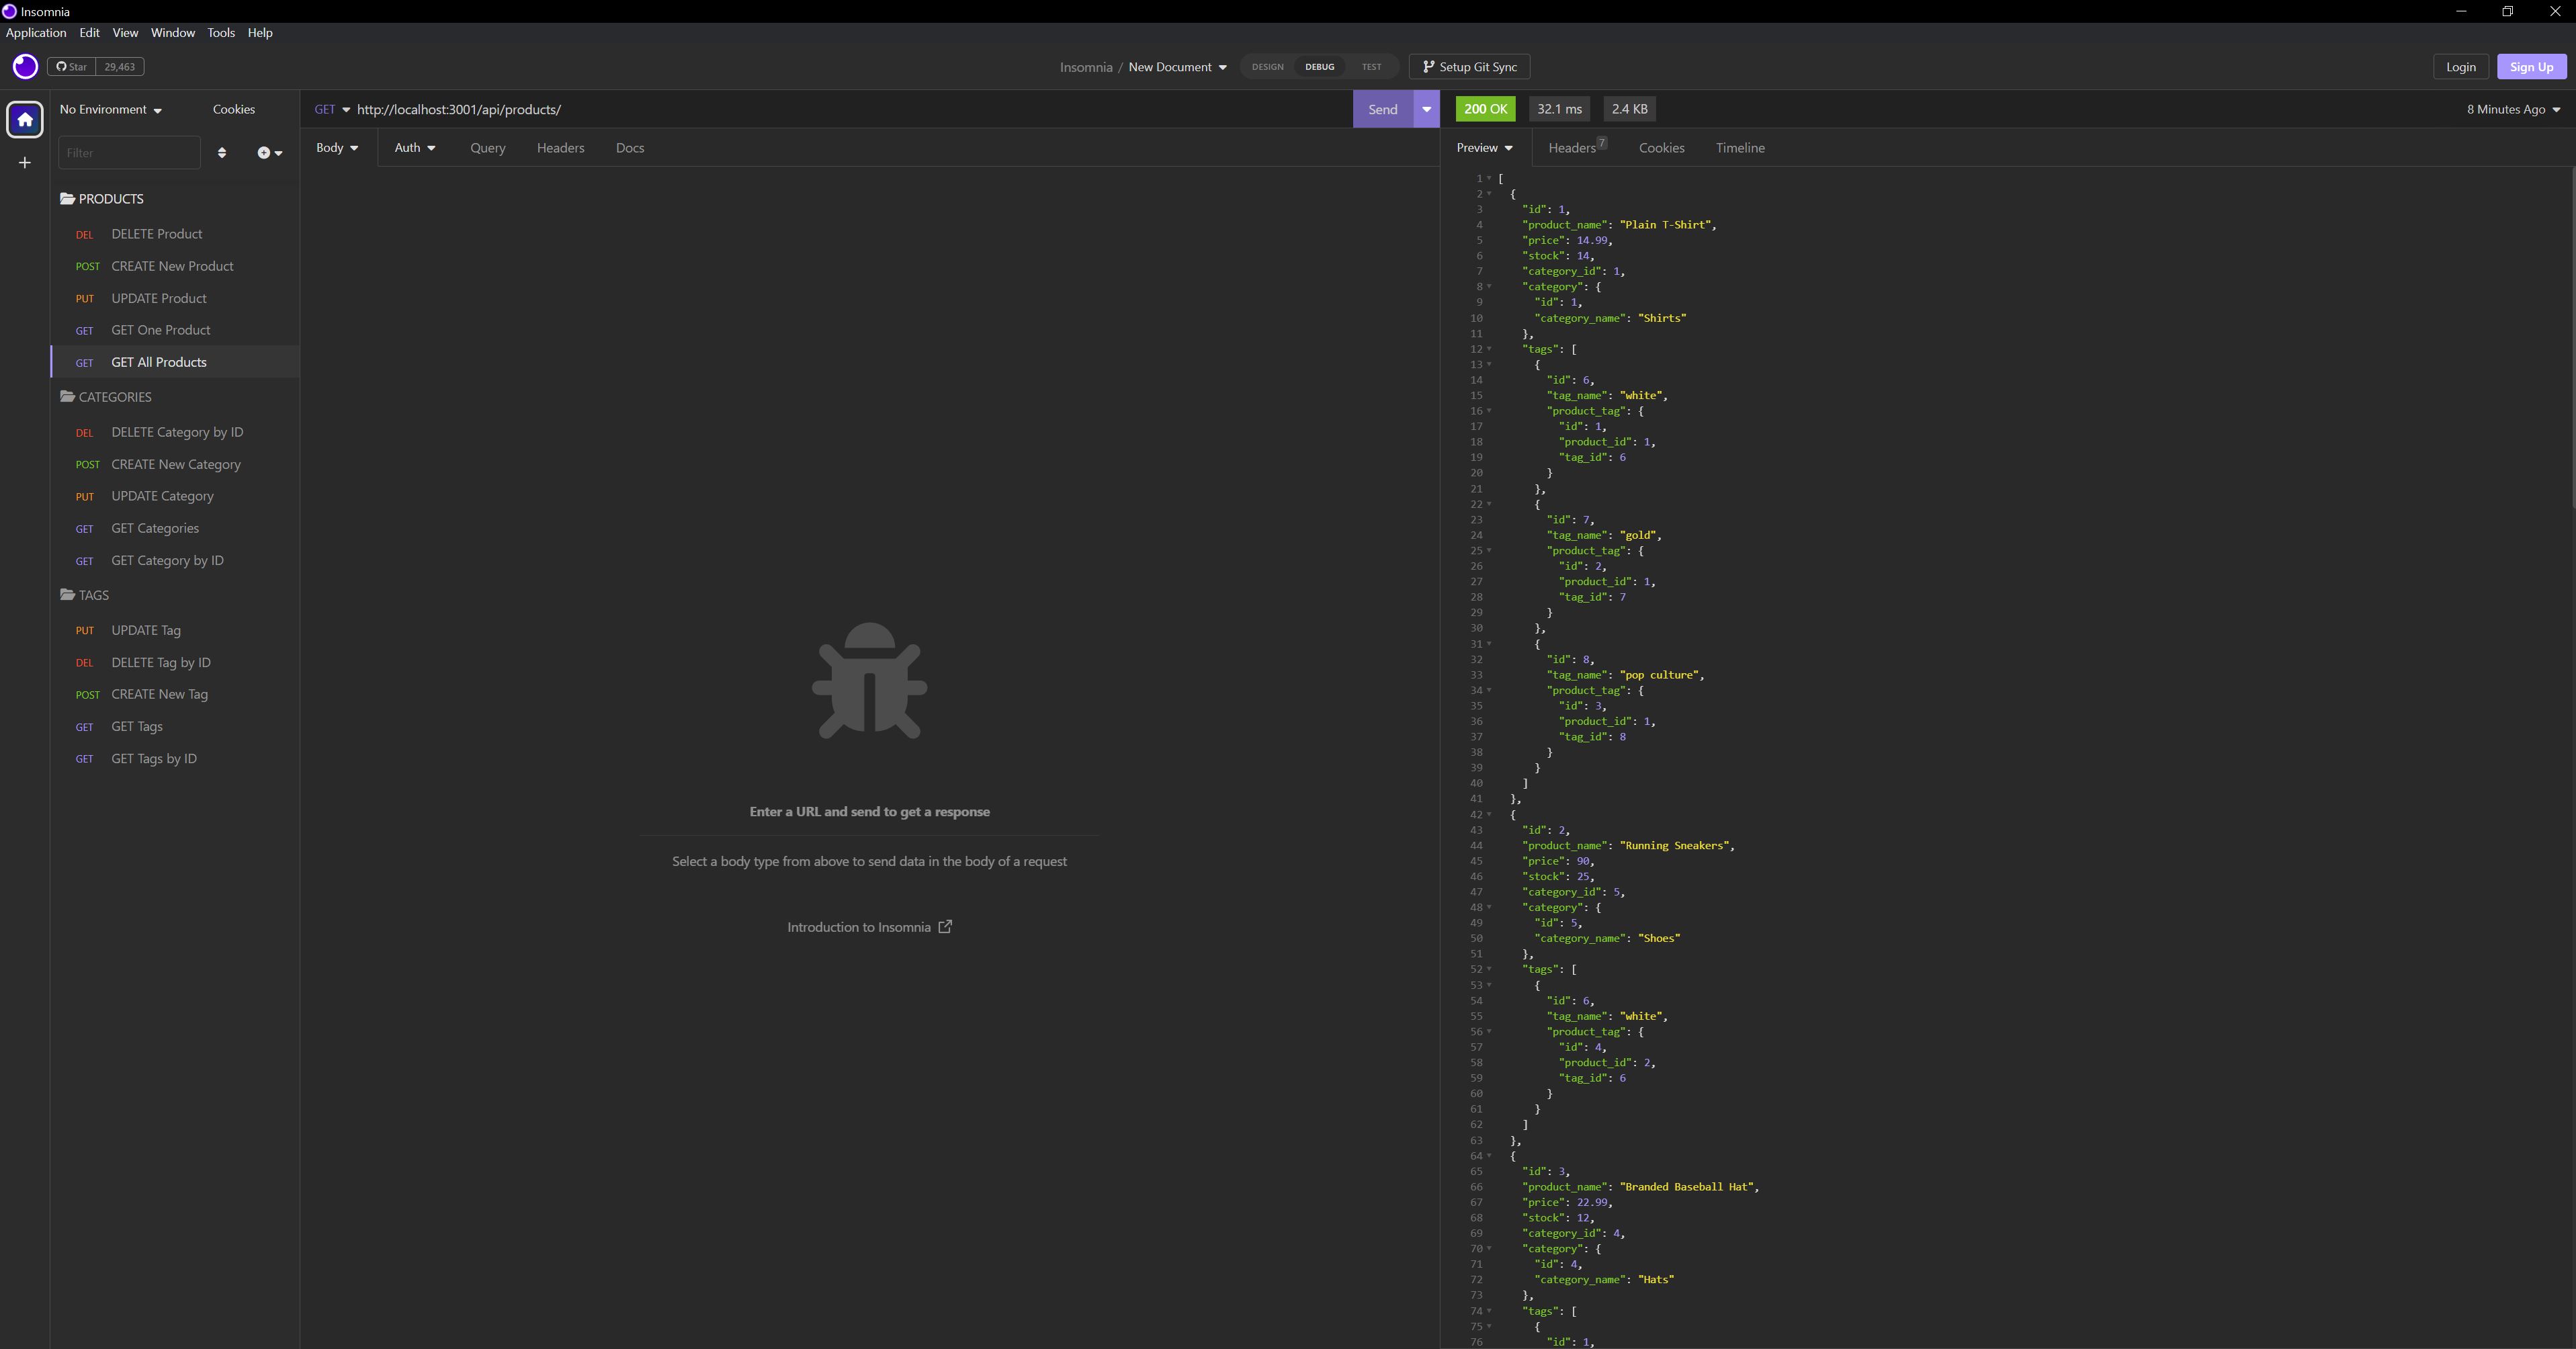 Insomnia
Application Edit View Window Tools Help
Star 29,463
Insomnia / New Document
DESIGN DEBUG TEST
Setup Git Sync
Login
Sign Up
No Environment
Cookies
Filter
PRODUCTS
DEL DELETE Product
POST CREATE New Product
PUT UPDATE Product
GET GET One Product
GET GET All Products
CATEGORIES
DEL DELETE Category by ID
POST CREATE New Category
PUT UPDATE Category
GET GET Categories
GET GET Category by ID
TAGS
PUT UPDATE Tag
DEL DELETE Tag by ID
POST CREATE New Tag
GET GET Tags
GET GET Tags by ID
GET http://localhost:3001/api/products/
Send
Body Auth Query Headers Docs
Enter a URL and send to get a response
Select a body type from above to send data in the body of a request
Introduction to Insomnia
200 OK 32.1 ms 2.4 KB
8 Minutes Ago
Preview Headers 7 Cookies Timeline
1 [
2 {
3 "id": 1,
4 "product_name": "Plain T-Shirt",
5 "price": 14.99,
6 "stock": 14,
7 "category_id": 1,
8 "category": {
9 "id": 1,
10 "category_name": "Shirts"
11 },
12 "tags": [
13 {
14 "id": 6,
15 "tag_name": "white",
16 "product_tag": {
17 "id": 1,
18 "product_id": 1,
19 "tag_id": 6
20 }
21 },
22 {
23 "id": 7,
24 "tag_name": "gold",
25 "product_tag": {
26 "id": 2,
27 "product_id": 1,
28 "tag_id": 7
29 }
30 },
31 {
32 "id": 8,
33 "tag_name": "pop culture",
34 "product_tag": {
35 "id": 3,
36 "product_id": 1,
37 "tag_id": 8
38 }
39 }
40 ]
41 },
42 {
43 "id": 2,
44 "product_name": "Running Sneakers",
45 "price": 90,
46 "stock": 25,
47 "category_id": 5,
48 "category": {
49 "id": 5,
50 "category_name": "Shoes"
51 },
52 "tags": [
53 {
54 "id": 6,
55 "tag_name": "white",
56 "product_tag": {
57 "id": 4,
58 "product_id": 2,
59 "tag_id": 6
60 }
61 }
62 ]
63 },
64 {
65 "id": 3,
66 "product_name": "Branded Baseball Hat",
67 "price": 22.99,
68 "stock": 12,
69 "category_id": 4,
70 "category": {
71 "id": 4,
72 "category_name": "Hats"
73 },
74 "tags": [
75 {
76 "id": 1,